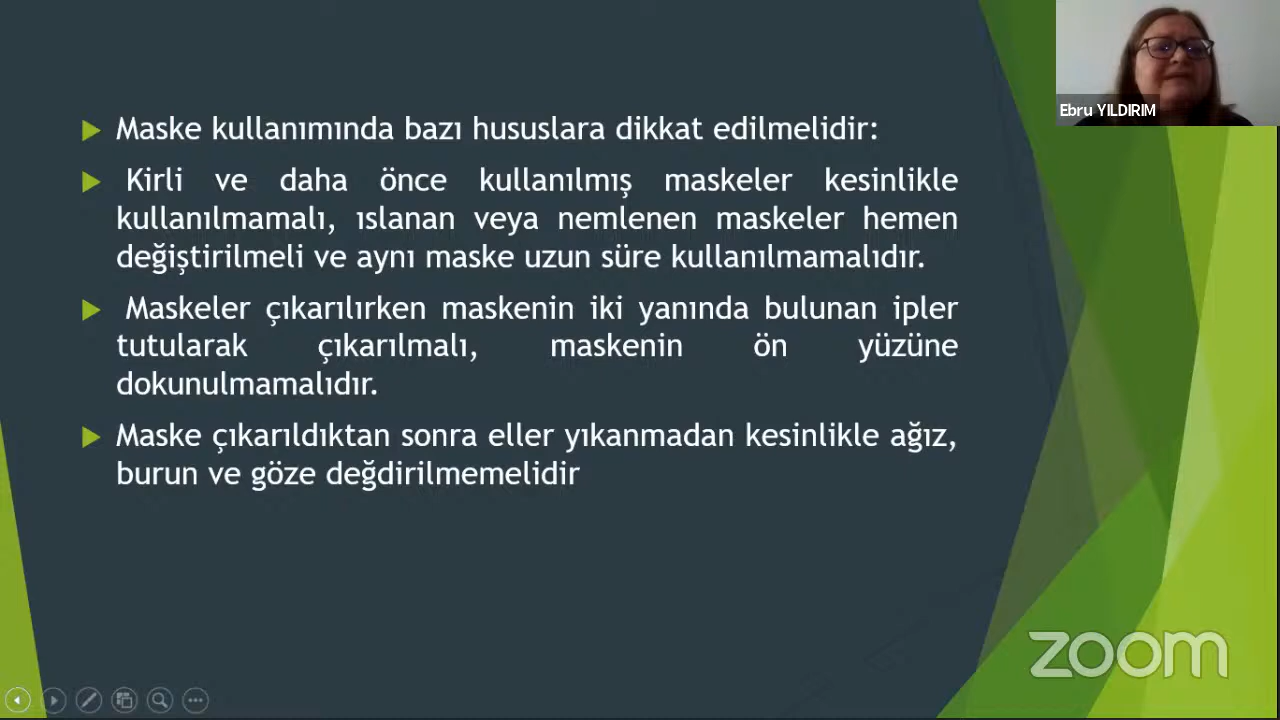 Maske kullanımında bazı hususlara dikkat edilmelidir:
Kirli ve daha önce kullanılmış maskeler kesinlikle
kullanılmamalı, ıslanan veya nemlenen maskeler hemen
değiştirilmeli ve aynı maske uzun süre kullanılmamalıdır.
Maskeler çıkarılırken maskenin iki yanında bulunan ipler
tutularak çıkarılmalı, maskenin ön yüzüne
dokunulmamalıdır.
Maske çıkarıldıktan sonra eller yıkanmadan kesinlikle ağız,
burun ve göze değdirilmemelidir
Ebru YILDIRIM
zoom